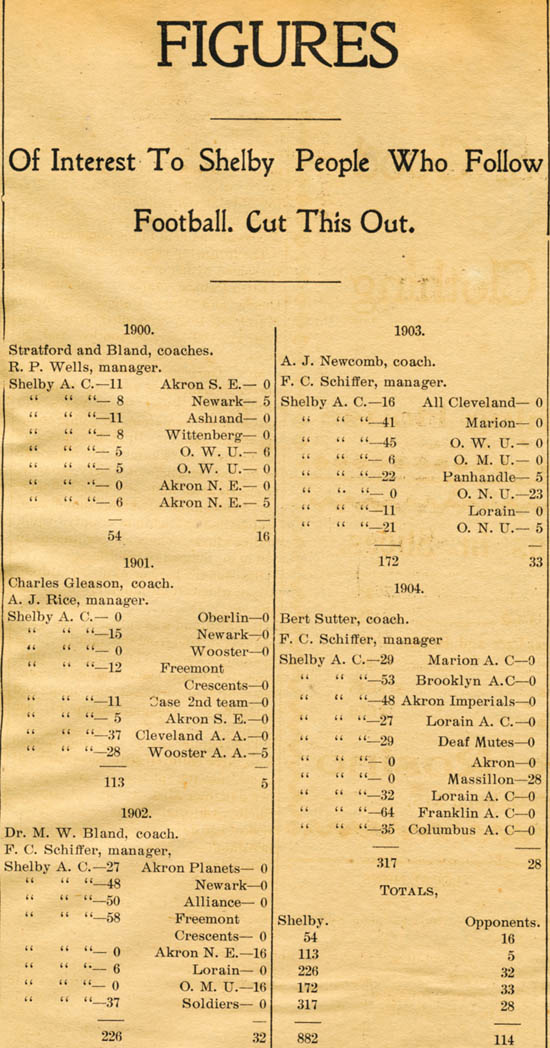 FIGURES
Of Interest To Shelby People Who Follow
Football. Cut This Out.
1900.
Stratford and Bland, coaches.
R. P. Wells, manager.
Shelby A. C.—11 Akron S. E.— 0
“ “ “— 8 Newark— 5
“ “ “—11 Ashland— 0
“ “ “— 8 Wittenberg— 0
“ “ “— 5 O. W. U.— 6
“ “ “— 5 O. W. U.— 0
“ “ “— 0 Akron N. E.— 0
“ “ “— 6 Akron N. E.— 5
54 16
1901.
Charles Gleason, coach.
A. J. Rice, manager.
Shelby A. C.— 0 Oberlin—0
“ “ “—15 Newark—0
“ “ “— 0 Wooster—0
“ “ “—12 Freemont
Crescents—0
“ “ “—11 Case 2nd team—0
“ “ “— 5 Akron S. E.—0
“ “ “—37 Cleveland A. A.—0
“ “ “—28 Wooster A. A.—5
113 5
1902.
Dr. M. W. Bland, coach.
F. C. Schiffer, manager,
Shelby A. C.—27 Akron Planets— 0
“ “ “—48 Newark—0
“ “ “—50 Alliance— 0
“ “ “—58 Freemont
Crescents— 0
“ “ “— 0 Akron N. E.—16
“ “ “— 6 Lorain— 0
“ “ “— 0 O. M. U.—16
“ “ “—37 Soldiers— 0
226 32
1903.
A. J. Newcomb, coach.
F. C. Schiffer, manager.
Shelby A. C.—16 All Cleveland— 0
“ “ “—41 Marion— 0
“ “ “—45 O. W. U.— 0
“ “ “— 6 O. M. U.— 0
“ “ “—22 Panhandle— 5
“ “ “— 0 O. N. U.—23
“ “ “—11 Lorain— 0
“ “ “—21 O. N. U.— 5
172 33
1904.
Bert Sutter, coach.
F. C. Schiffer, manager
Shelby A. C.—29 Marion A. C—0
“ “ “—53 Brooklyn A.C—0
“ “ “—48 Akron Imperials—0
“ “ “—27 Lorain A. C.—0
“ “ “—29 Deaf Mutes—0
“ “ “— 0 Akron—0
“ “ “— 0 Massillon—28
“ “ “—32 Lorain A. C—0
“ “ “—64 Franklin A. C—0
“ “ “—35 Columbus A. C—0
317 28
TOTALS,
Shelby. Opponents.
54 16
113 5
226 32
172 33
317 28
882 114